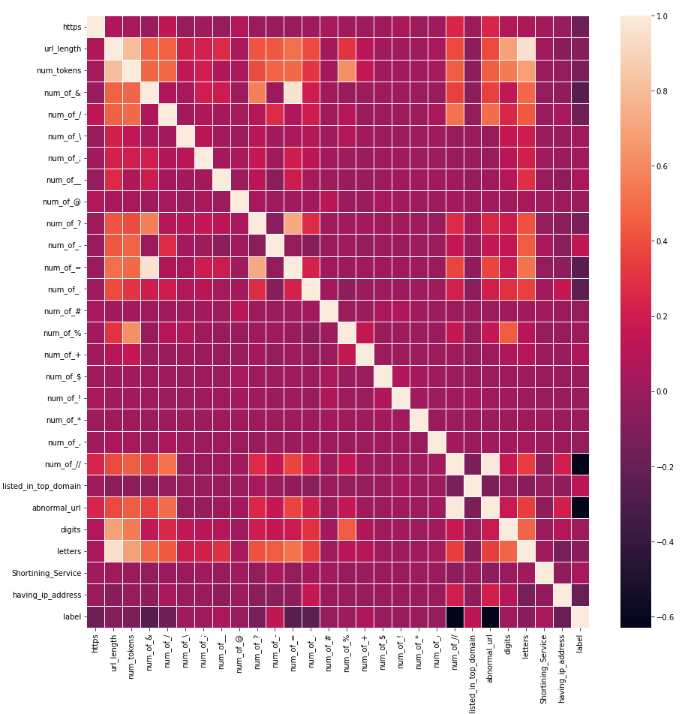 https
url_length
num_tokens
num_of_&
num_of_/
num_of_\
num_of_;
num_of__
num_of_@
num_of_?
num_of_-
num_of_=
num_of_.
num_of_#
num_of_%
num_of_+
num_of_$
num_of_!
num_of_*
num_of_,
num_of_//
listed_in_top_domain
abnormal_url
digits
letters
Shortining_Service
having_ip_address
label
https
url_length
num_tokens
num_of_&
num_of_/
num_of_\
num_of_;
num_of__
num_of_@
num_of_?
num_of_-
num_of_=
num_of_.
num_of_#
num_of_%
num_of_+
num_of_$
num_of_!
num_of_*
num_of_,
num_of_//
listed_in_top_domain
abnormal_url
digits
letters
Shortining_Service
having_ip_address
label
1.0
0.8
0.6
0.4
0.2
0.0
−0.2
−0.4
−0.6